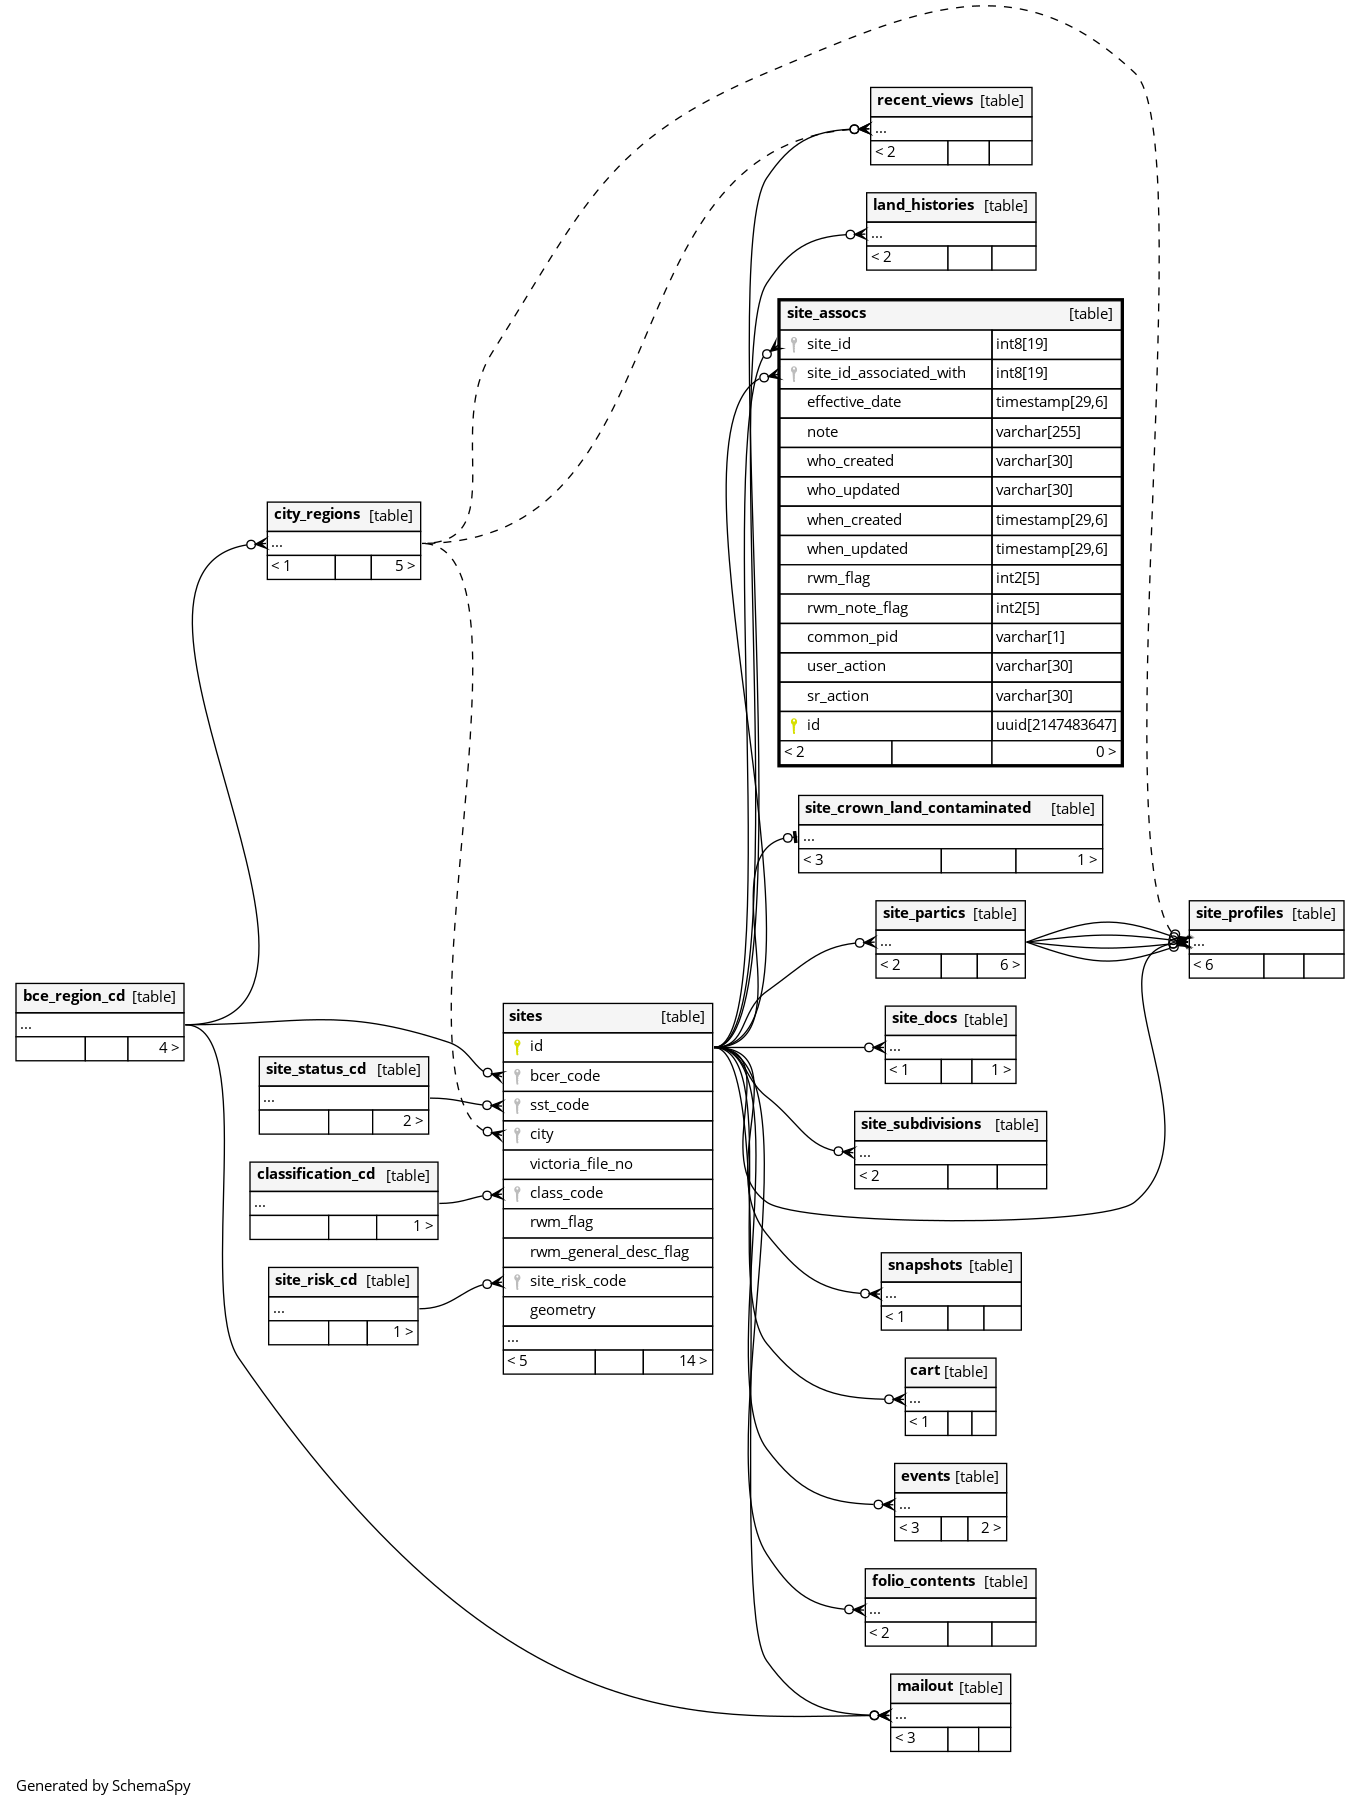 recent_views [table]
...
< 2
land_histories [table]
...
< 2
site_assocs [table]
site_id int8[19]
site_id_associated_with int8[19]
effective_date timestamp[29,6]
note varchar[255]
who_created varchar[30]
who_updated varchar[30]
when_created timestamp[29,6]
when_updated timestamp[29,6]
rwm_flag int2[5]
rwm_note_flag int2[5]
common_pid varchar[1]
user_action varchar[30]
sr_action varchar[30]
id uuid[2147483647]
< 2 0 >
city_regions [table]
...
< 1 5 >
site_crown_land_contaminated [table]
...
< 3 1 >
site_partics [table]
...
< 2 6 >
site_profiles [table]
...
< 6
bce_region_cd [table]
...
4 >
site_status_cd [table]
...
2 >
classification_cd [table]
...
1 >
site_risk_cd [table]
...
1 >
sites [table]
id
bcer_code
sst_code
city
victoria_file_no
class_code
rwm_flag
rwm_general_desc_flag
site_risk_code
geometry
...
< 5 14 >
site_docs [table]
...
< 1 1 >
site_subdivisions [table]
...
< 2
snapshots [table]
...
< 1
cart [table]
...
< 1
events [table]
...
< 3 2 >
folio_contents [table]
...
< 2
mailout [table]
...
< 3
Generated by SchemaSpy